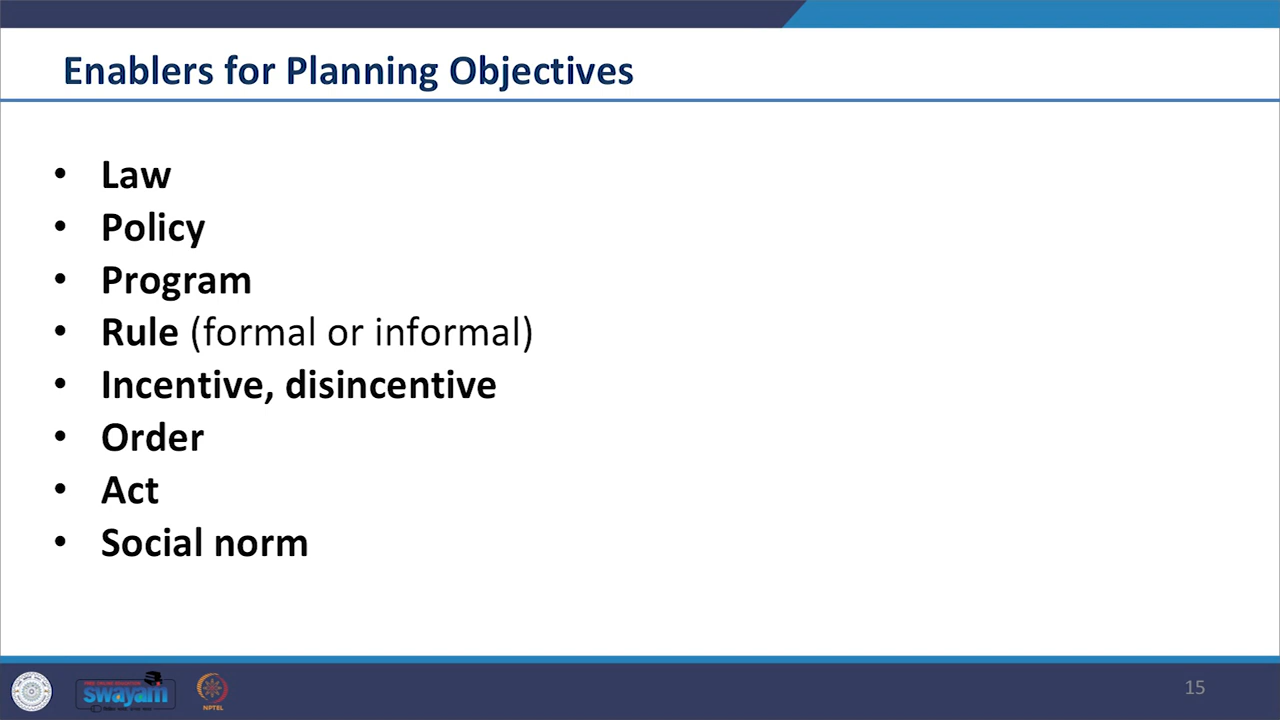 Enablers for Planning Objectives
• Law
• Policy
• Program
• Rule (formal or informal)
• Incentive, disincentive
• Order
• Act
• Social norm
swayam
NPTEL
15